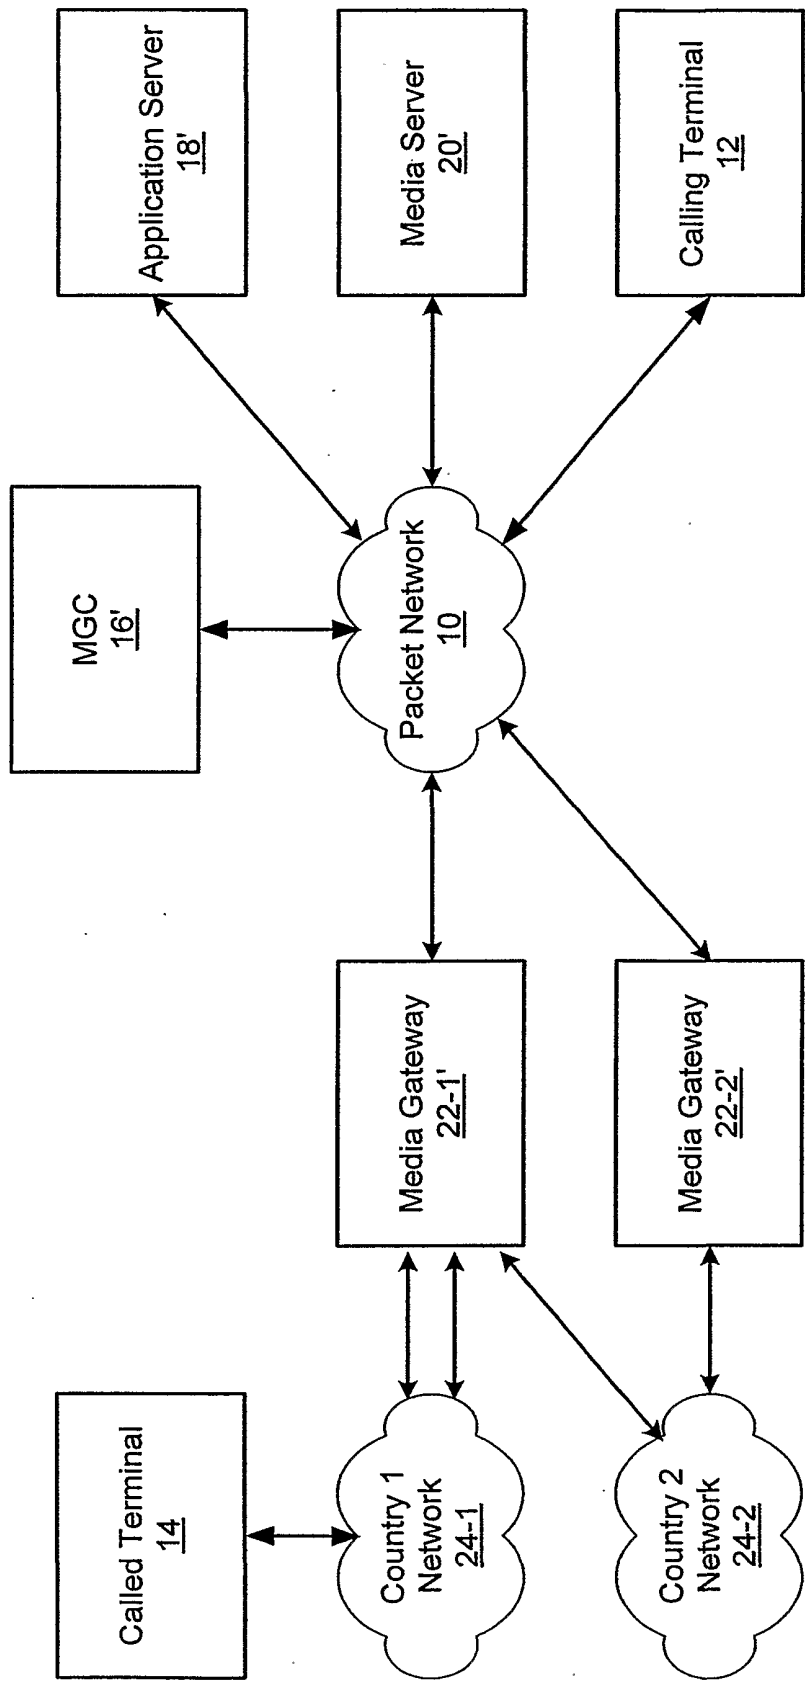 Called Terminal
14
MGC
16'
Application Server
18'
Country 1
Network
24-1
Media Gateway
22-1'
Packet Network
10
Media Server
20'
Country 2
Network
24-2
Media Gateway
22-2'
Calling Terminal
12